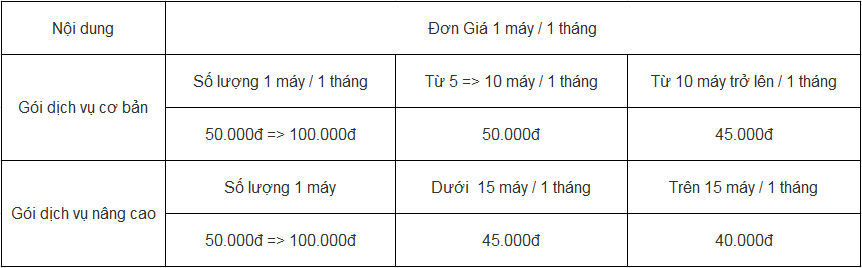 Nội dung
Đơn Giá 1 máy / 1 tháng
Gói dịch vụ cơ bản
Số lượng 1 máy / 1 tháng
Từ 5 => 10 máy / 1 tháng
Từ 10 máy trở lên / 1 tháng
50.000đ => 100.000đ
50.000đ
45.000đ
Gói dịch vụ nâng cao
Số lượng 1 máy
Dưới  15 máy / 1 tháng
Trên 15 máy / 1 tháng
50.000đ => 100.000đ
45.000đ
40.000đ